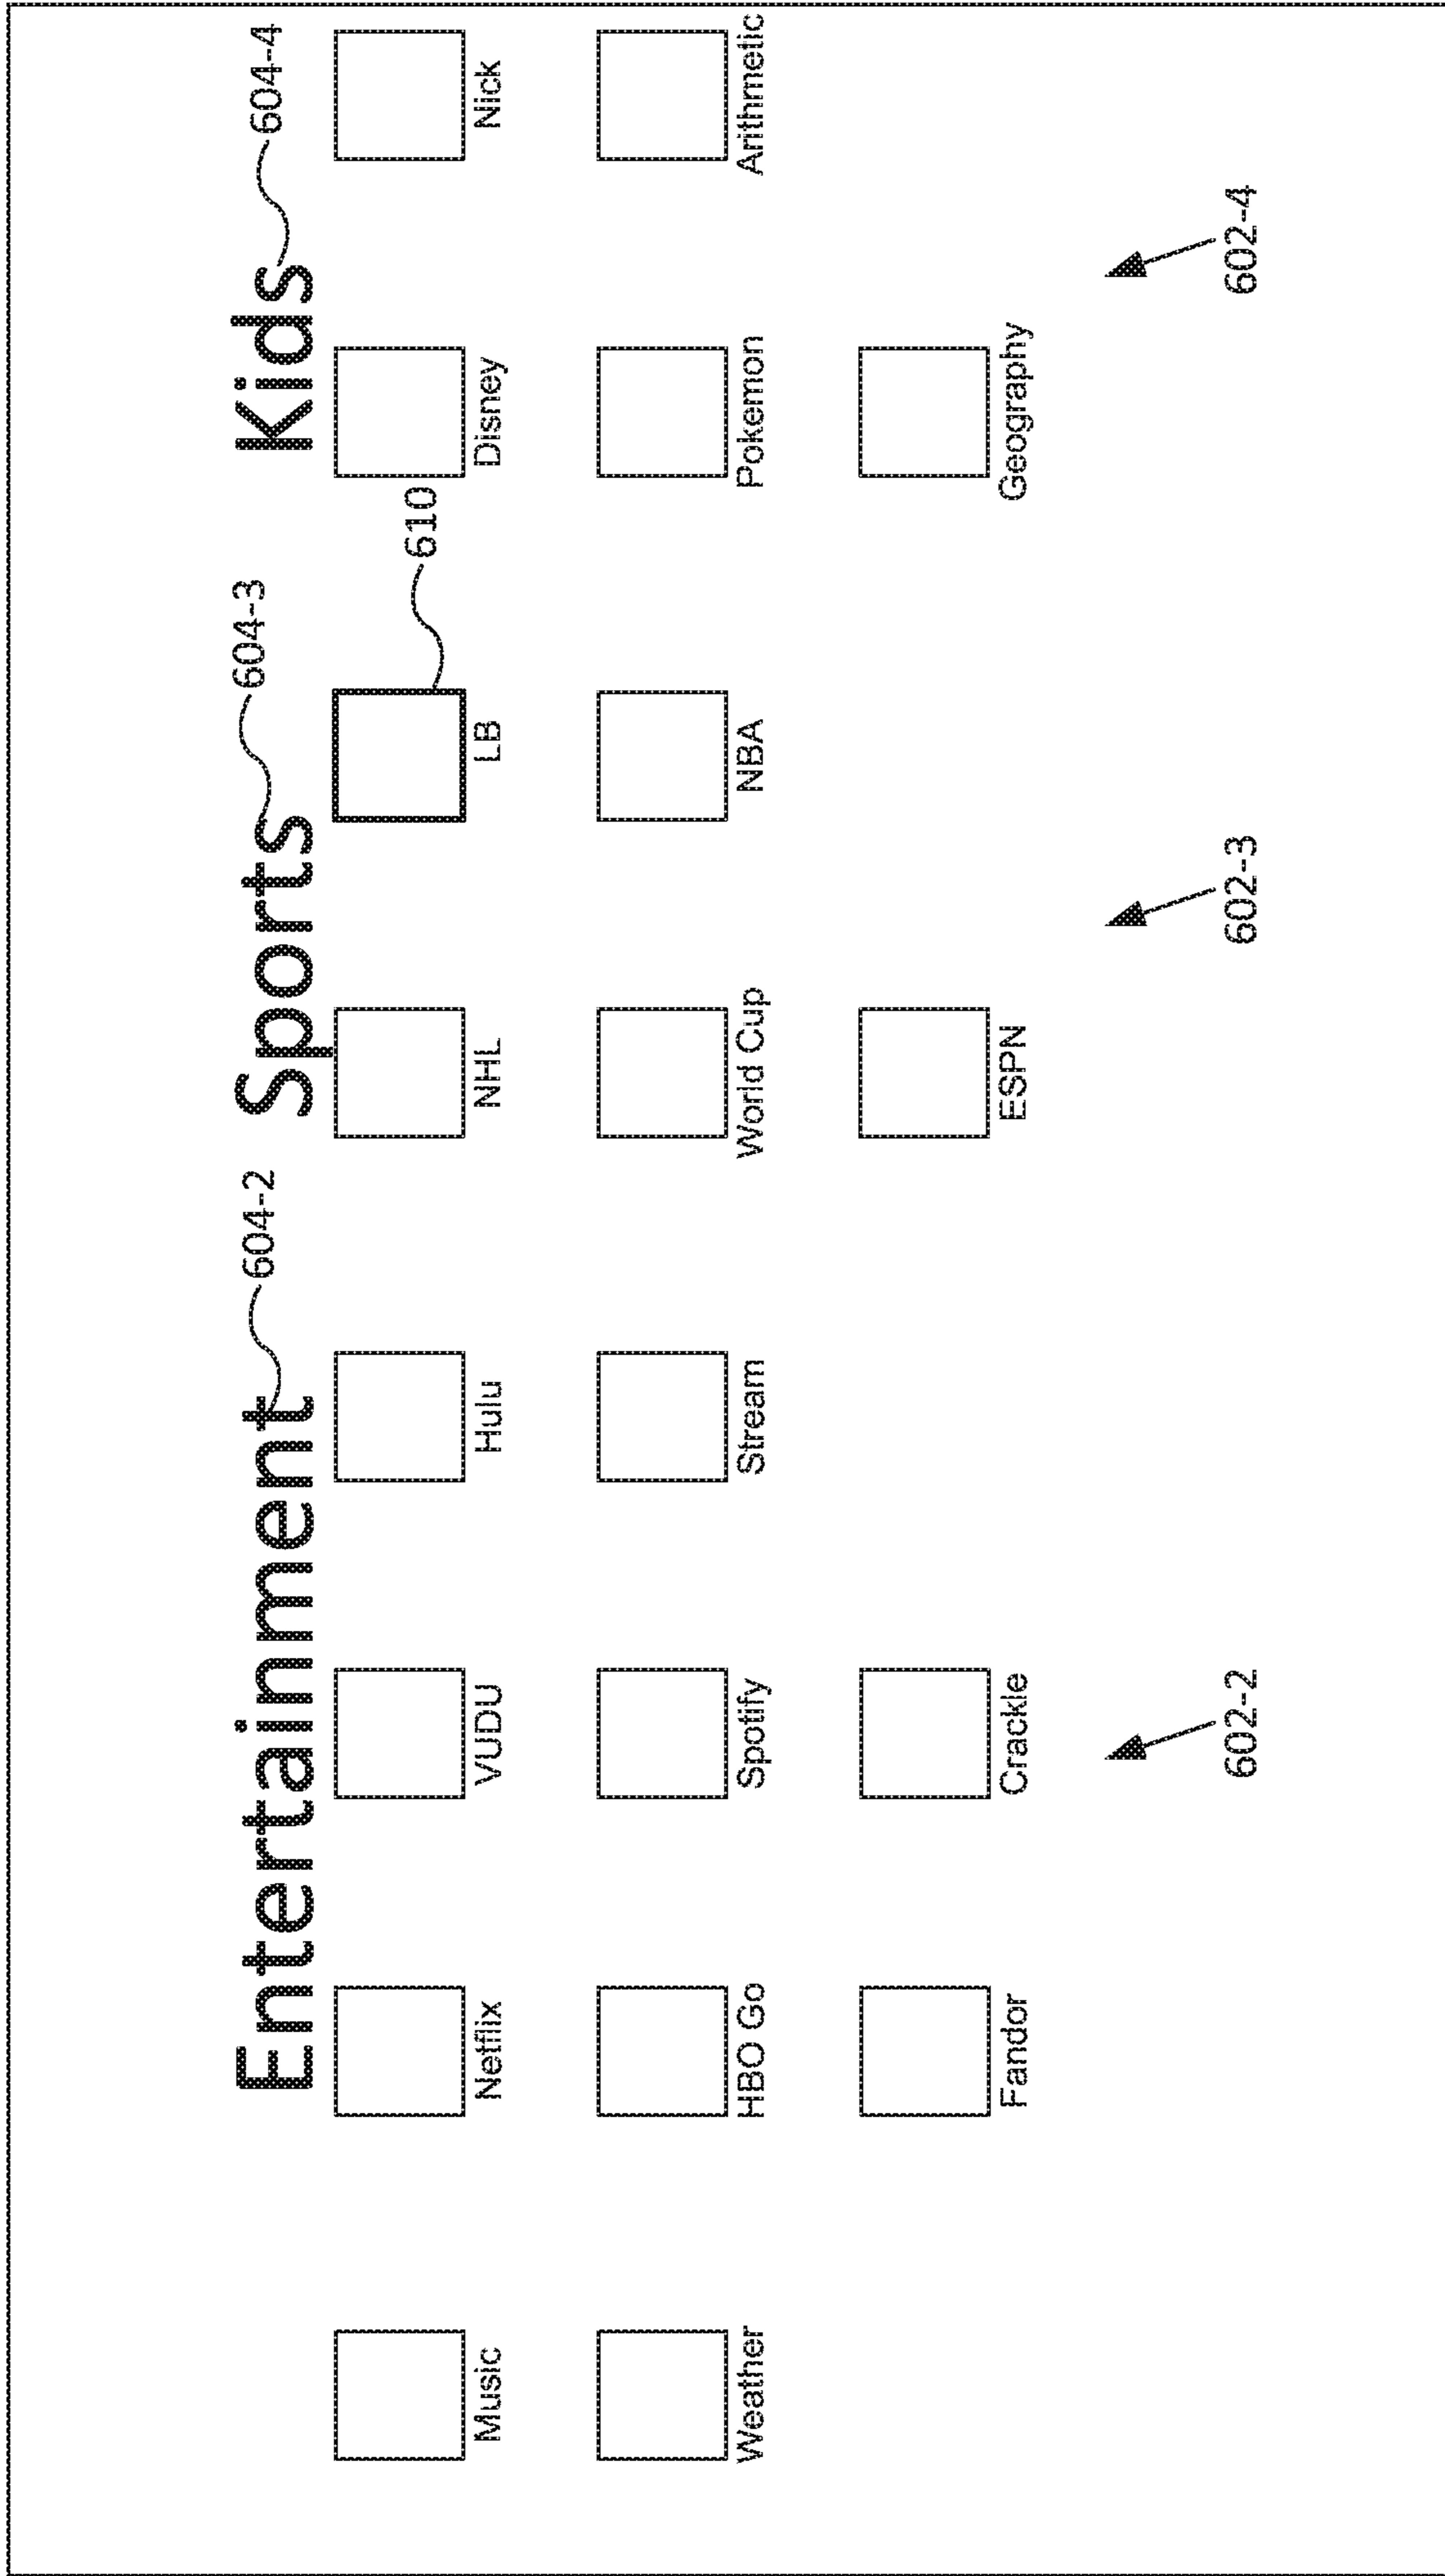 604-2
604-3
604-4
Entertainment
Sports
Kids
610
Music
Netflix
VUDU
Hulu
NHL
LB
Disney
Nick
Weather
HBO Go
Spotify
Stream
World Cup
NBA
Pokemon
Arithmetic
Fandor
Crackle
ESPN
Geography
602-2
602-3
602-4